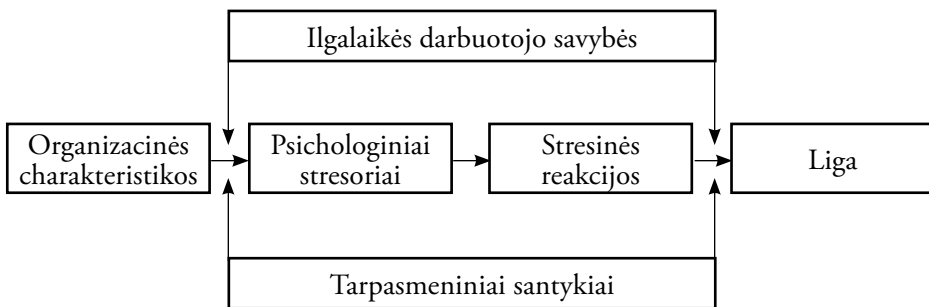 Ilgalaikės darbuotojo savybės
Organizacinės
charakteristikos
Psichologiniai
stresoriai
Stresinės
reakcijos
Liga
Tarpasmeniniai santykiai